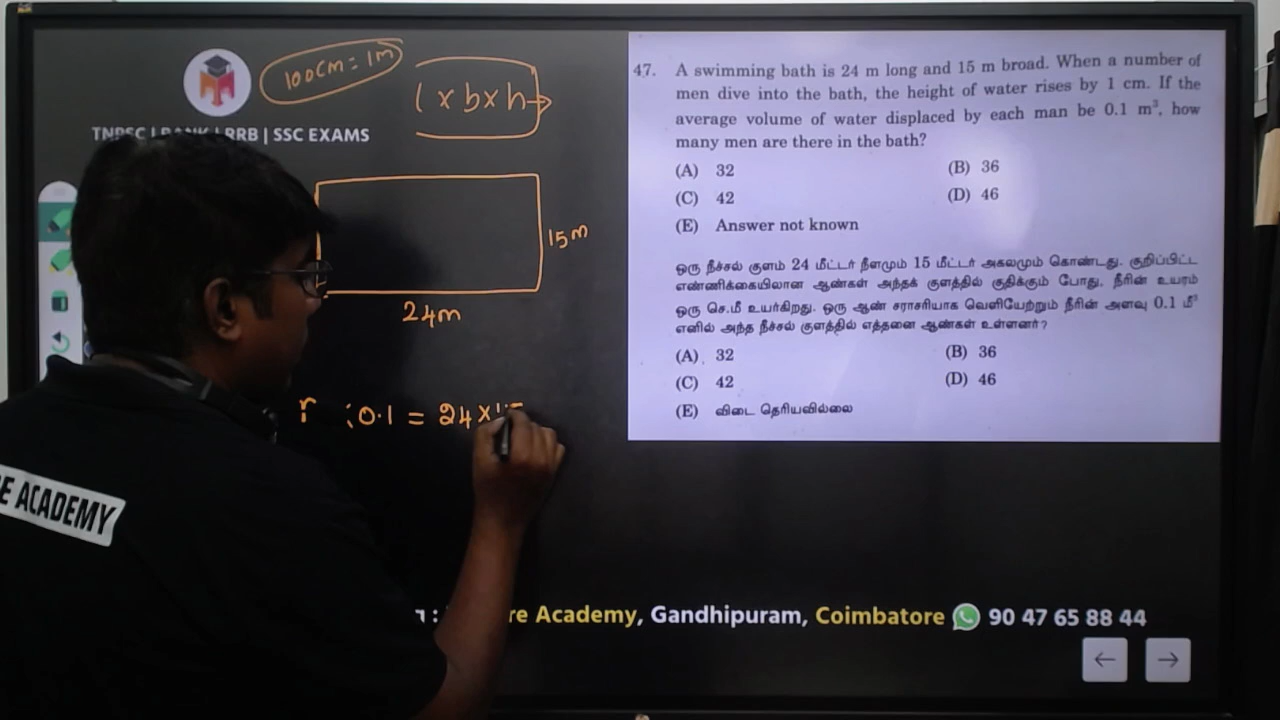 100cm = 1m
l × b × h
TNPSC | BANK | RRB | SSC EXAMS
15m
24m
r : 0.1 = 24 × 15
47. A swimming bath is 24 m long and 15 m broad. When a number of
men dive into the bath, the height of water rises by 1 cm. If the
average volume of water displaced by each man be 0.1 m³, how
many men are there in the bath?
(A) 32 (B) 36
(C) 42 (D) 46
(E) Answer not known
ஒரு நீச்சல் குளம் 24 மீட்டர் நீளமும் 15 மீட்டர் அகலமும் கொண்டது. குறிப்பிட்ட
எண்ணிக்கையிலான ஆண்கள் அந்தக் குளத்தில் குதிக்கும் போது, நீரின் உயரம்
ஒரு செ.மீ உயர்கிறது. ஒரு ஆண் சராசரியாக வெளியேற்றும் நீரின் அளவு 0.1 மீ³
எனில் அந்த நீச்சல் குளத்தில் எத்தனை ஆண்கள் உள்ளனர்?
(A) 32 (B) 36
(C) 42 (D) 46
(E) விடை தெரியவில்லை
RE ACADEMY
re Academy, Gandhipuram, Coimbatore 90 47 65 88 44